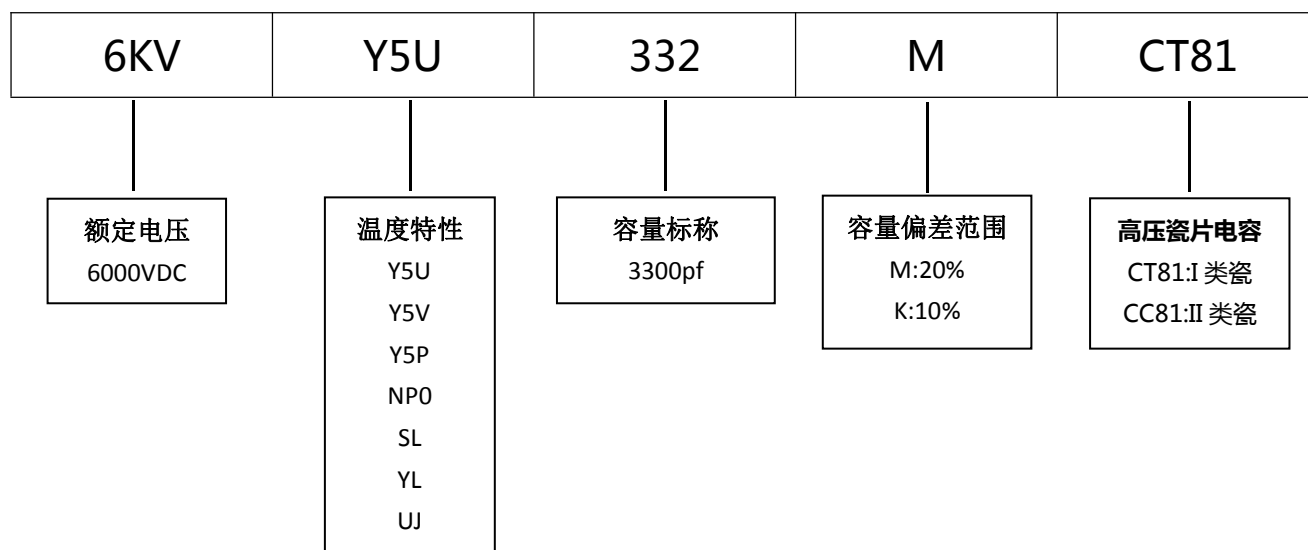 6KV Y5U 332 M CT81
额定电压
6000VDC
温度特性
Y5U
Y5V
Y5P
NP0
SL
YL
UJ
容量标称
3300pf
容量偏差范围
M:20%
K:10%
高压瓷片电容
CT81:I 类瓷
CC81:II 类瓷